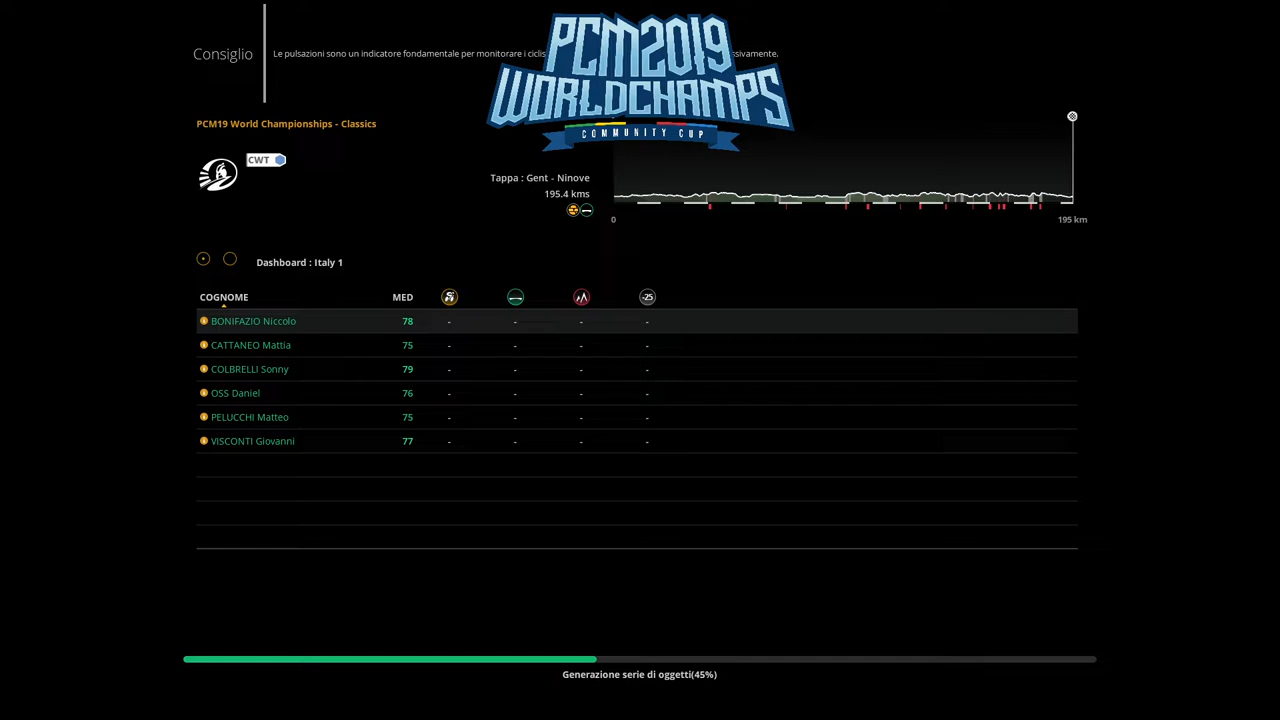 Consiglio
Le pulsazioni sono un indicatore fondamentale per monitorare i ciclis
ssivamente.
PCM2019
WORLDCHAMPS
COMMUNITY CUP
PCM19 World Championships - Classics
CWT
Tappa : Gent - Ninove
195.4 kms
0
195 km
Dashboard : Italy 1
COGNOME MED -25
BONIFAZIO Niccolo 78 - - - -
CATTANEO Mattia 75 - - - -
COLBRELLI Sonny 79 - - - -
OSS Daniel 76 - - - -
PELUCCHI Matteo 75 - - - -
VISCONTI Giovanni 77 - - - -
Generazione serie di oggetti(45%)